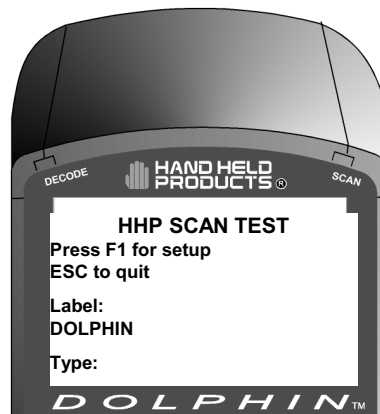 DECODE
HAND HELD
PRODUCTS®
SCAN
HHP SCAN TEST
Press F1 for setup
ESC to quit
Label:
DOLPHIN
Type:
DOLPHIN™